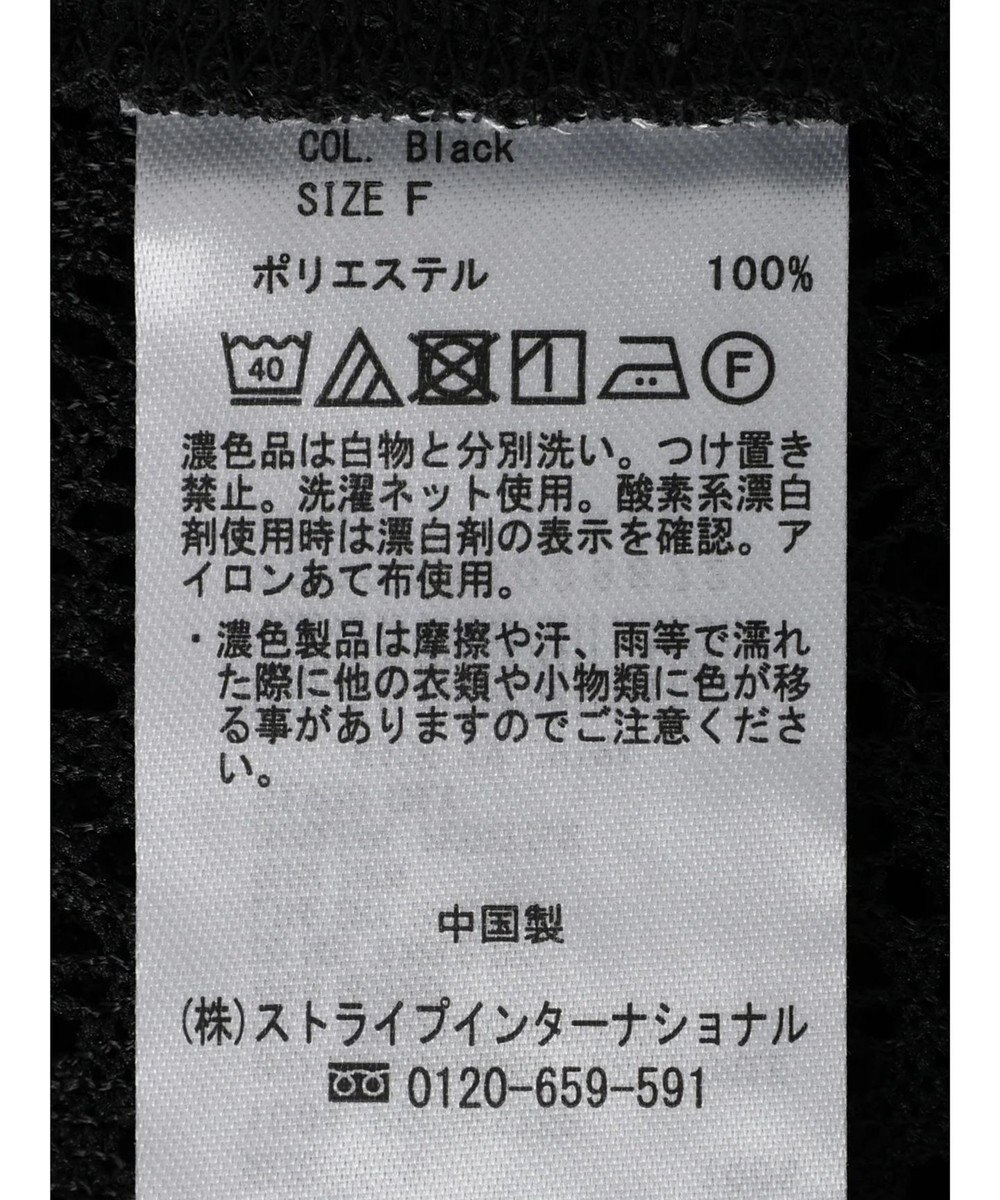 COL. Black
SIZE F
ポリエステル 100%
40 F
濃色品は白物と分別洗い。つけ置き
禁止。洗濯ネット使用。酸素系漂白
剤使用時は漂白剤の表示を確認。ア
イロンあて布使用。
・濃色製品は摩擦や汗、雨等で濡れ
た際に他の衣類や小物類に色が移
る事がありますのでご注意くださ
い。
中国製
(株)ストライプインターナショナル
0120-659-591